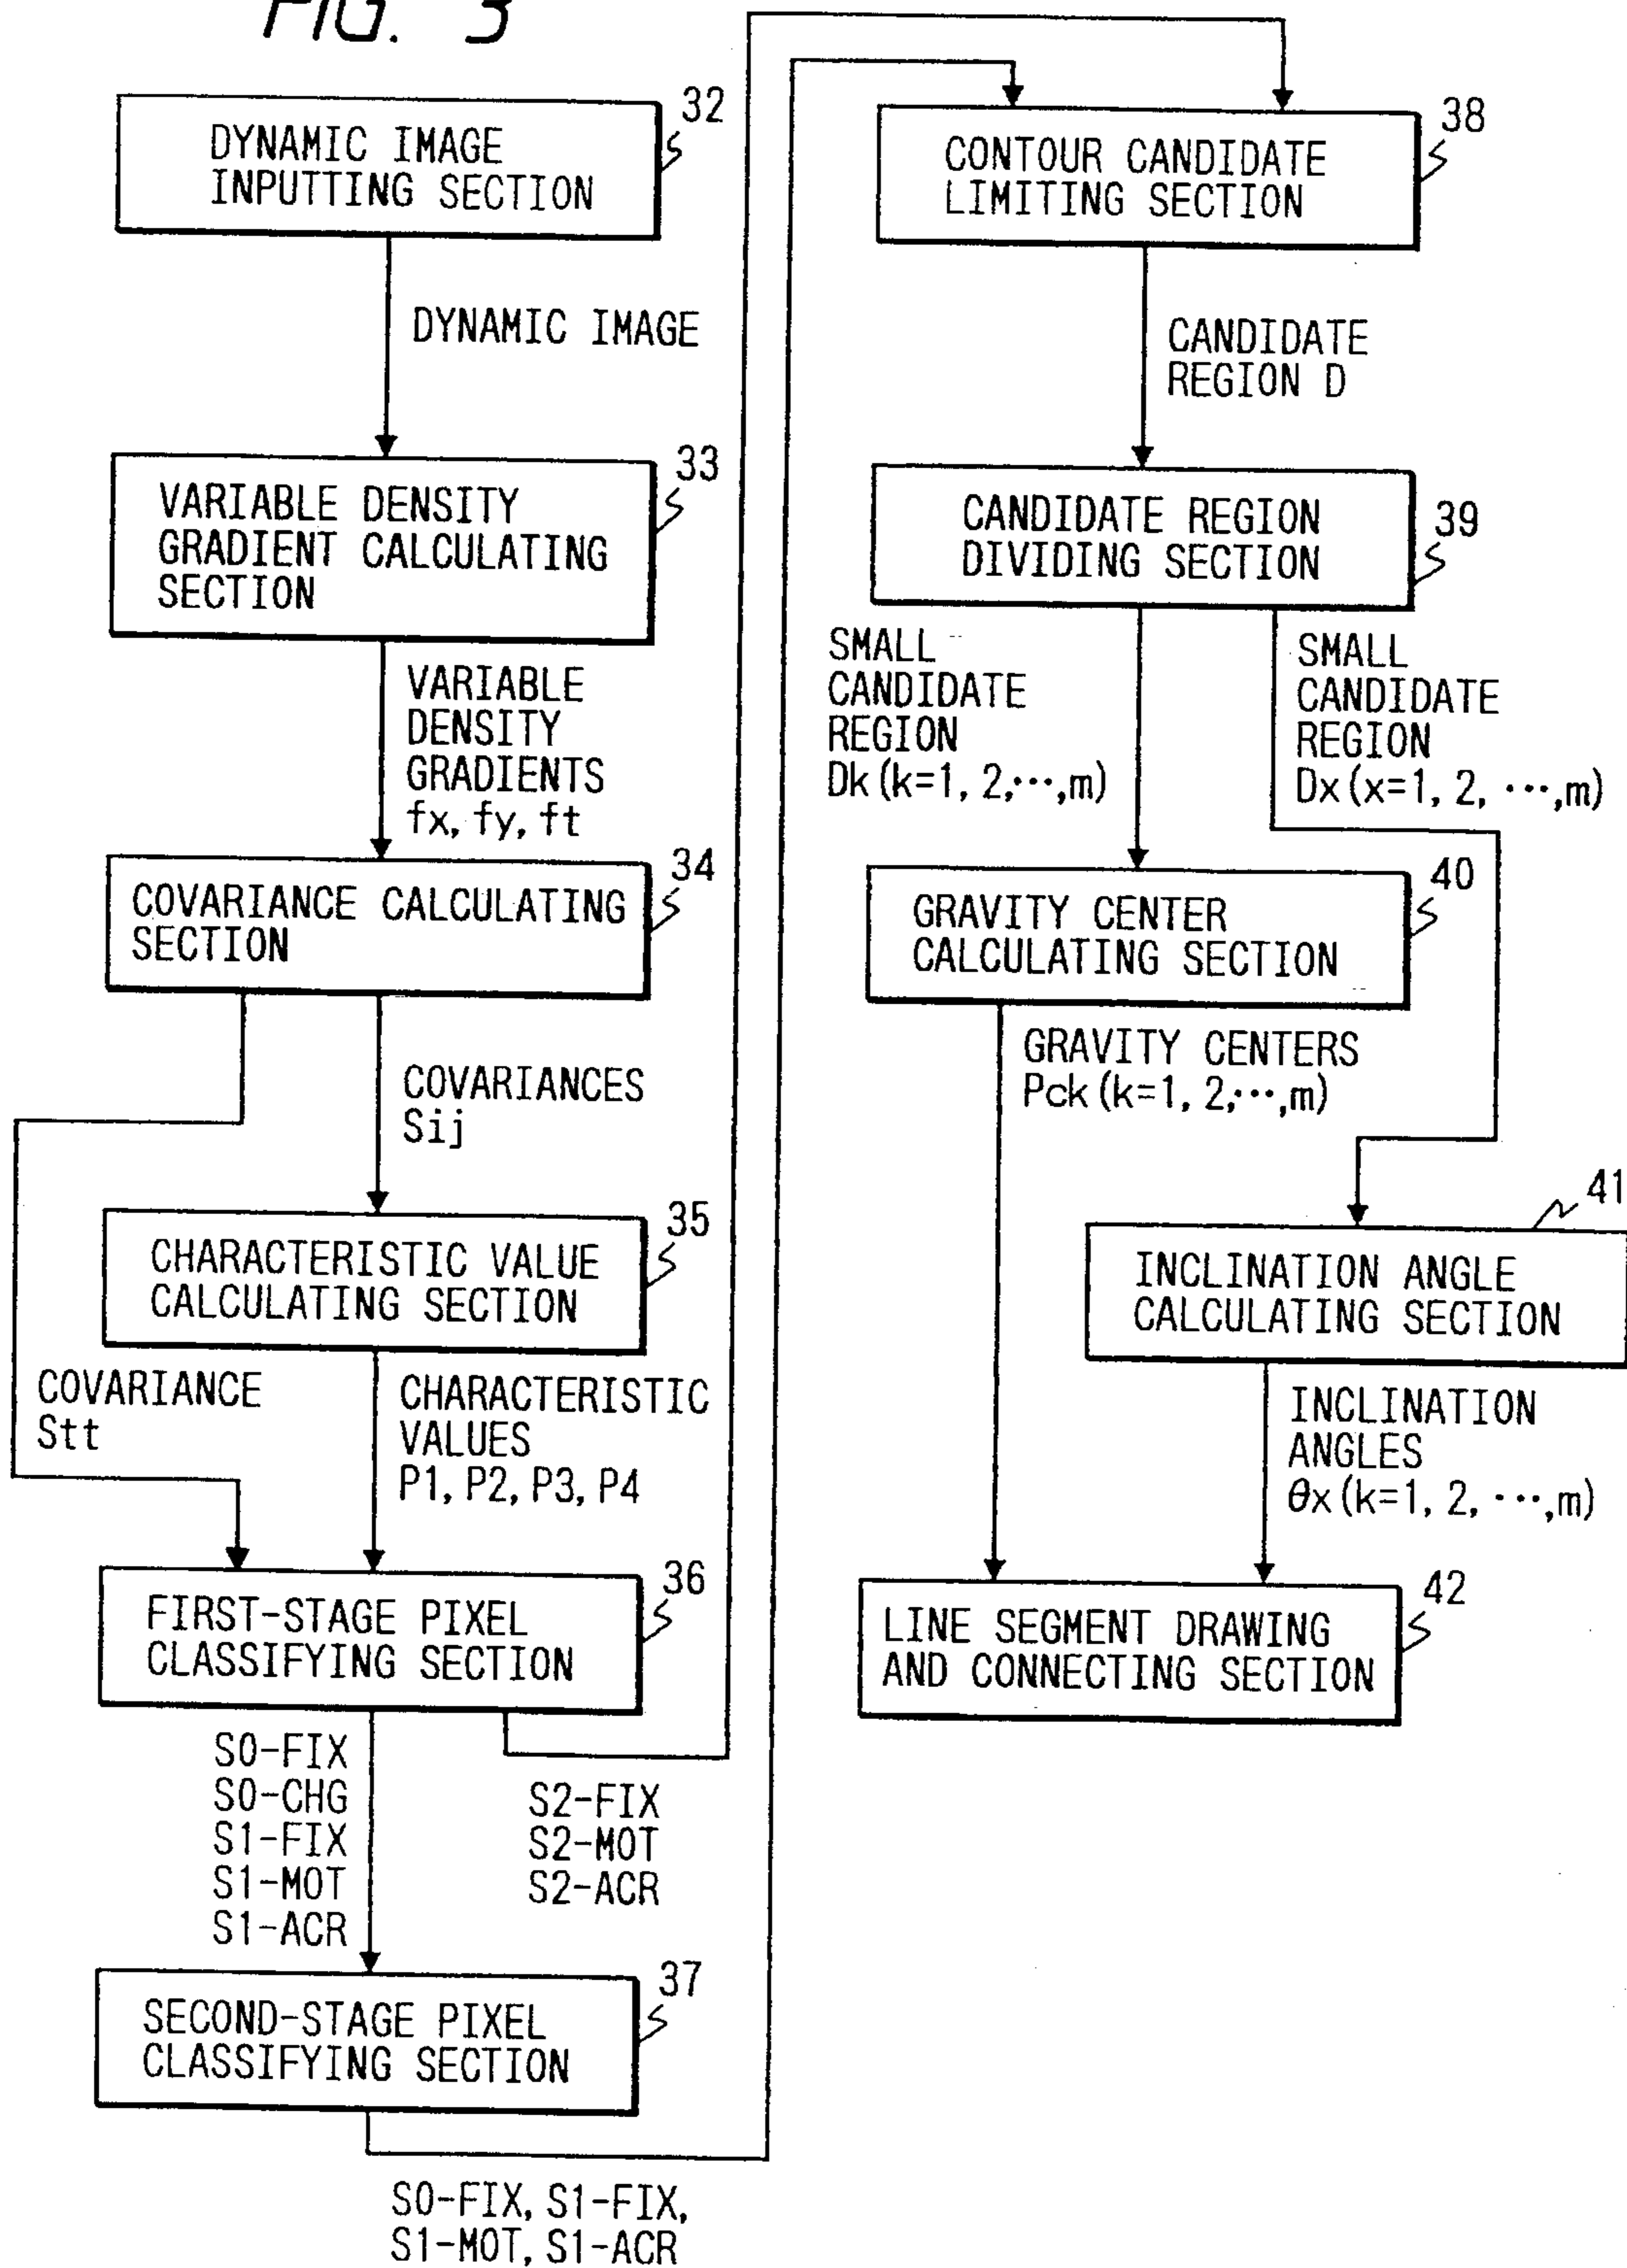 FIG. 3
32
DYNAMIC IMAGE
INPUTTING SECTION
DYNAMIC IMAGE
33
VARIABLE DENSITY
GRADIENT CALCULATING
SECTION
VARIABLE
DENSITY
GRADIENTS
fx, fy, ft
34
COVARIANCE CALCULATING
SECTION
COVARIANCES
Sij
35
CHARACTERISTIC VALUE
CALCULATING SECTION
COVARIANCE
Stt
CHARACTERISTIC
VALUES
P1, P2, P3, P4
36
FIRST-STAGE PIXEL
CLASSIFYING SECTION
S0-FIX
S0-CHG
S1-FIX
S1-MOT
S1-ACR
S2-FIX
S2-MOT
S2-ACR
37
SECOND-STAGE PIXEL
CLASSIFYING SECTION
S0-FIX, S1-FIX,
S1-MOT, S1-ACR
38
CONTOUR CANDIDATE
LIMITING SECTION
CANDIDATE
REGION D
39
CANDIDATE REGION
DIVIDING SECTION
SMALL
CANDIDATE
REGION
Dk (k=1, 2,···,m)
SMALL
CANDIDATE
REGION
Dx (x=1, 2, ···,m)
40
GRAVITY CENTER
CALCULATING SECTION
GRAVITY CENTERS
Pck (k=1, 2,···,m)
41
INCLINATION ANGLE
CALCULATING SECTION
INCLINATION
ANGLES
θx (k=1, 2, ···,m)
42
LINE SEGMENT DRAWING
AND CONNECTING SECTION